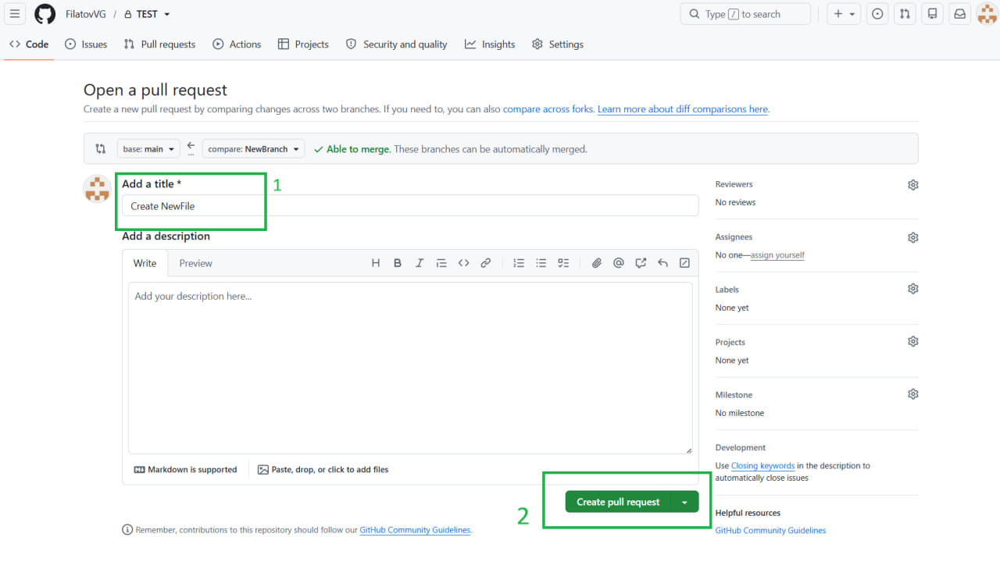 FilatovVG / TEST
Type / to search
Code Issues Pull requests Actions Projects Security and quality Insights Settings
Open a pull request
Create a new pull request by comparing changes across two branches. If you need to, you can also compare across forks. Learn more about diff comparisons here.
base: main ... compare: NewBranch Able to merge. These branches can be automatically merged.
Add a title *
1
Create NewFile
Add a description
Write Preview
H B I
Add your description here...
Markdown is supported
Paste, drop, or click to add files
Create pull request
2
Remember, contributions to this repository should follow our GitHub Community Guidelines.
Reviewers
No reviews
Assignees
No one—assign yourself
Labels
None yet
Projects
None yet
Milestone
No milestone
Development
Use Closing keywords in the description to
automatically close issues
Helpful resources
GitHub Community Guidelines